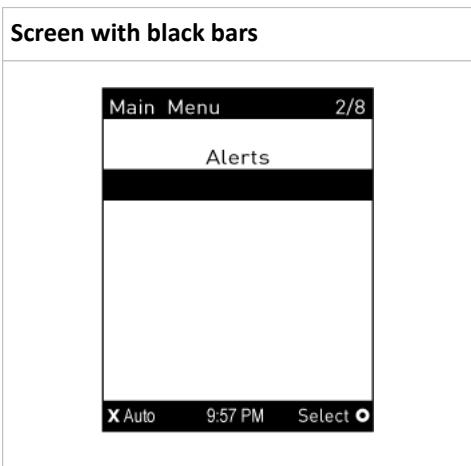 Screen with black bars
Main Menu 2/8
Alerts
X Auto 9:57 PM Select O